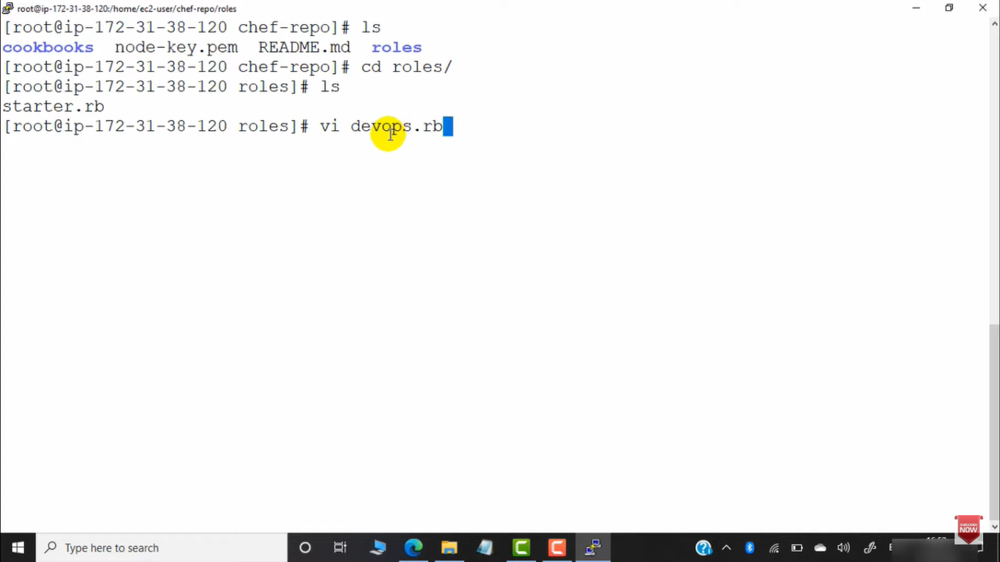 root@ip-172-31-38-120:/home/ec2-user/chef-repo/roles
[root@ip-172-31-38-120 chef-repo]# ls
cookbooks  node-key.pem  README.md  roles
[root@ip-172-31-38-120 chef-repo]# cd roles/
[root@ip-172-31-38-120 roles]# ls
starter.rb
[root@ip-172-31-38-120 roles]# vi devops.rb
SUBSCRIBE
NOW
Type here to search